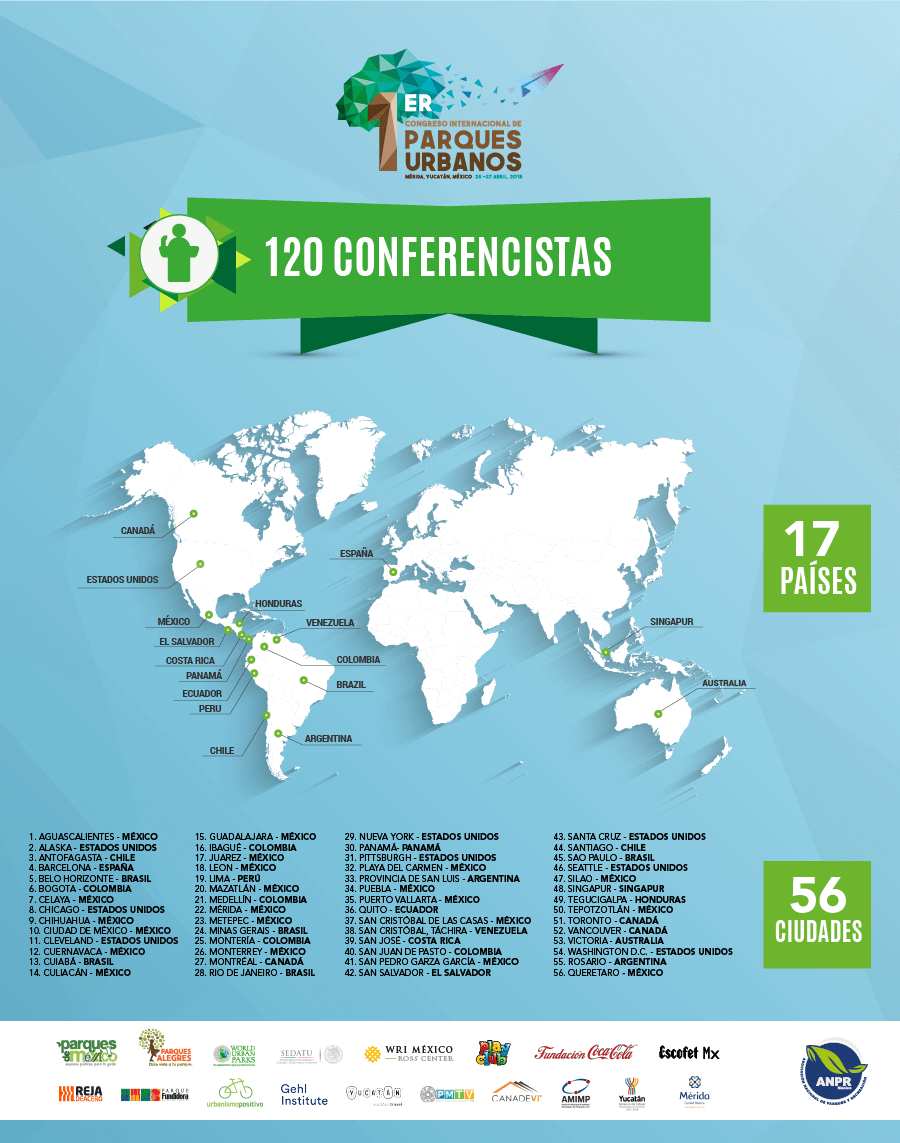 1ER
CONGRESO INTERNACIONAL DE
PARQUES
URBANOS
MÉRIDA, YUCATÁN, MÉXICO 25 -27 ABRIL, 2018
120 CONFERENCISTAS
CANADÁ
ESTADOS UNIDOS
MÉXICO
EL SALVADOR
COSTA RICA
PANAMÁ
ECUADOR
PERU
CHILE
HONDURAS
VENEZUELA
COLOMBIA
BRAZIL
ARGENTINA
ESPAÑA
SINGAPUR
AUSTRALIA
17
PAÍSES
1. AGUASCALIENTES - MÉXICO
2. ALASKA - ESTADOS UNIDOS
3. ANTOFAGASTA - CHILE
4. BARCELONA - ESPAÑA
5. BELO HORIZONTE - BRASIL
6. BOGOTA - COLOMBIA
7. CELAYA - MÉXICO
8. CHICAGO - ESTADOS UNIDOS
9. CHIHUAHUA - MÉXICO
10. CIUDAD DE MÉXICO - MÉXICO
11. CLEVELAND - ESTADOS UNIDOS
12. CUERNAVACA - MÉXICO
13. CUIABÁ - BRASIL
14. CULIACÁN - MÉXICO
15. GUADALAJARA - MÉXICO
16. IBAGUÉ - COLOMBIA
17. JUAREZ - MÉXICO
18. LEON - MÉXICO
19. LIMA - PERÚ
20. MAZATLÁN - MÉXICO
21. MEDELLÍN - COLOMBIA
22. MÉRIDA - MÉXICO
23. METEPEC - MÉXICO
24. MINAS GERAIS - BRASIL
25. MONTERÍA - COLOMBIA
26. MONTERREY - MÉXICO
27. MONTRÉAL - CANADÁ
28. RIO DE JANEIRO - BRASIL
29. NUEVA YORK - ESTADOS UNIDOS
30. PANAMÁ- PANAMÁ
31. PITTSBURGH - ESTADOS UNIDOS
32. PLAYA DEL CARMEN - MÉXICO
33. PROVINCIA DE SAN LUIS - ARGENTINA
34. PUEBLA - MÉXICO
35. PUERTO VALLARTA - MÉXICO
36. QUITO - ECUADOR
37. SAN CRISTÓBAL DE LAS CASAS - MÉXICO
38. SAN CRISTÓBAL, TÁCHIRA - VENEZUELA
39. SAN JOSÉ - COSTA RICA
40. SAN JUAN DE PASTO - COLOMBIA
41. SAN PEDRO GARZA GARCÍA - MÉXICO
42. SAN SALVADOR - EL SALVADOR
43. SANTA CRUZ - ESTADOS UNIDOS
44. SANTIAGO - CHILE
45. SAO PAULO - BRASIL
46. SEATTLE - ESTADOS UNIDOS
47. SILAO - MÉXICO
48. SINGAPUR - SINGAPUR
49. TEGUCIGALPA - HONDURAS
50. TEPOTZOTLÁN - MÉXICO
51. TORONTO - CANADÁ
52. VANCOUVER - CANADÁ
53. VICTORIA - AUSTRALIA
54. WASHINGTON D.C. - ESTADOS UNIDOS
55. ROSARIO - ARGENTINA
56. QUERETARO - MÉXICO
56
CIUDADES
parques
de méxico
PARQUES
ALEGRES
Dale vida a tu parque.
WORLD
URBAN
PARKS
SEDATU
WRI MÉXICO
ROSS CENTER
PLAY CLUB
Fundación Coca-Cola
Escofet Mx
REJA
DEACERO
PARQUE
Fundidora
urbanismopositivo
Gehl
Institute
YUCATÁN
yucatan.travel
PMTV
CANADEVI
AMIMP
Yucatán
Mérida
Ciudad Blanca
ANPR
México
ASOCIACIÓN NACIONAL DE PARQUES Y RECREACIÓN